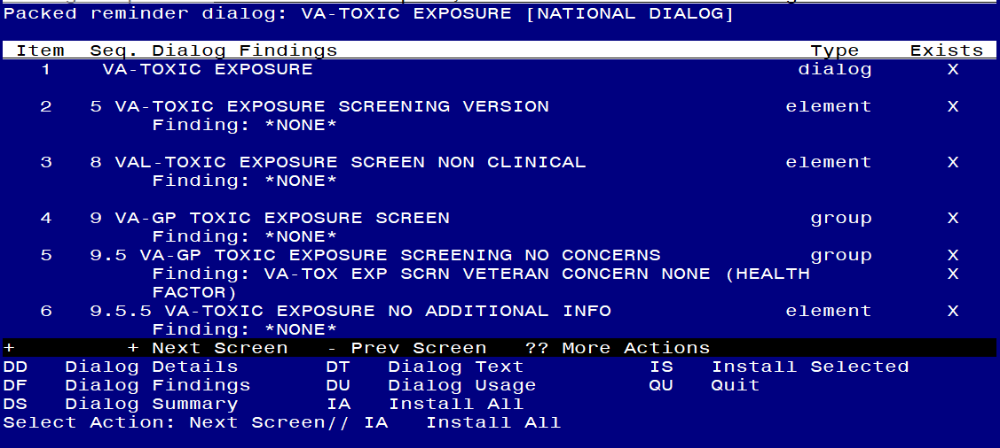 Packed reminder dialog: VA-TOXIC EXPOSURE [NATIONAL DIALOG]
Item  Seq. Dialog Findings  Type  Exists
1  VA-TOXIC EXPOSURE  dialog  X
2  5 VA-TOXIC EXPOSURE SCREENING VERSION  element  X
Finding: *NONE*
3  8 VAL-TOXIC EXPOSURE SCREEN NON CLINICAL  element  X
Finding: *NONE*
4  9 VA-GP TOXIC EXPOSURE SCREEN  group  X
Finding: *NONE*
5  9.5 VA-GP TOXIC EXPOSURE SCREENING NO CONCERNS  group  X
Finding: VA-TOX EXP SCRN VETERAN CONCERN NONE (HEALTH  X
FACTOR)
6  9.5.5 VA-TOXIC EXPOSURE NO ADDITIONAL INFO  element  X
Finding: *NONE*
+  + Next Screen  - Prev Screen  ?? More Actions
DD  Dialog Details  DT  Dialog Text  IS  Install Selected
DF  Dialog Findings  DU  Dialog Usage  QU  Quit
DS  Dialog Summary  IA  Install All
Select Action: Next Screen// IA  Install All